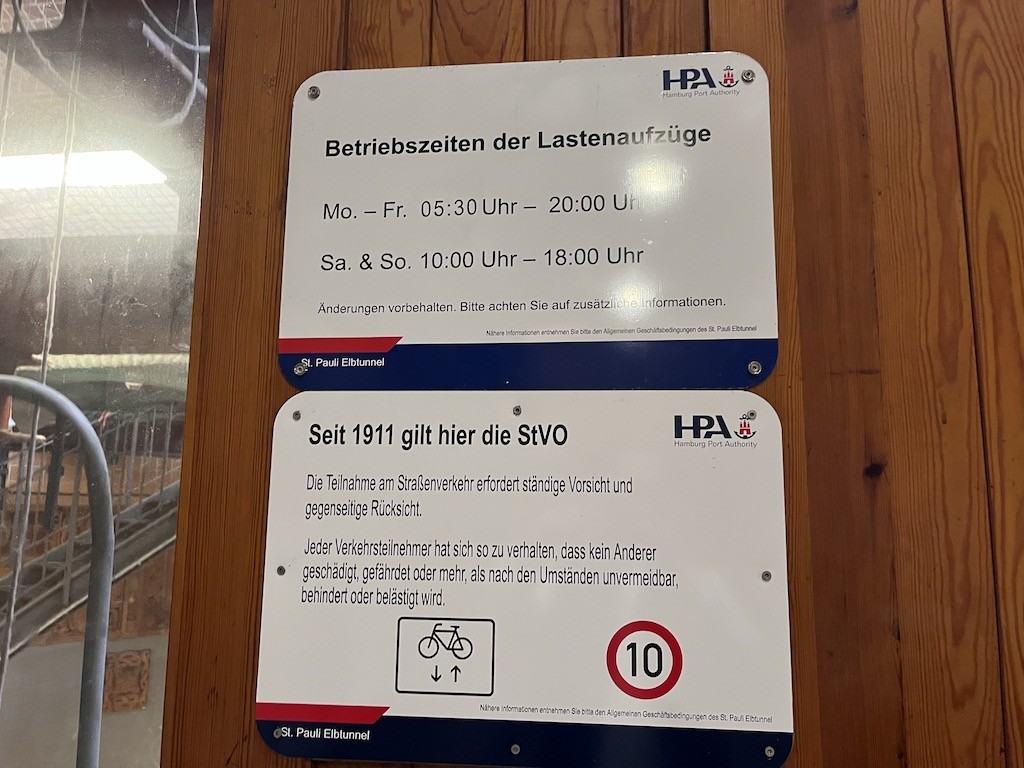 HPA
Hamburg Port Authority
Betriebszeiten der Lastenaufzüge
Mo. – Fr. 05:30 Uhr – 20:00 Uhr
Sa. & So. 10:00 Uhr – 18:00 Uhr
Änderungen vorbehalten. Bitte achten Sie auf zusätzliche Informationen.
Nähere Informationen entnehmen Sie bitte den Allgemeinen Geschäftsbedingungen des St. Pauli Elbtunnel
St. Pauli Elbtunnel
HPA
Hamburg Port Authority
Seit 1911 gilt hier die StVO
Die Teilnahme am Straßenverkehr erfordert ständige Vorsicht und
gegenseitige Rücksicht.
Jeder Verkehrsteilnehmer hat sich so zu verhalten, dass kein Anderer
geschädigt, gefährdet oder mehr, als nach den Umständen unvermeidbar,
behindert oder belästigt wird.
10
Nähere Informationen entnehmen Sie bitte den Allgemeinen Geschäftsbedingungen des St. Pauli Elbtunnel
St. Pauli Elbtunnel